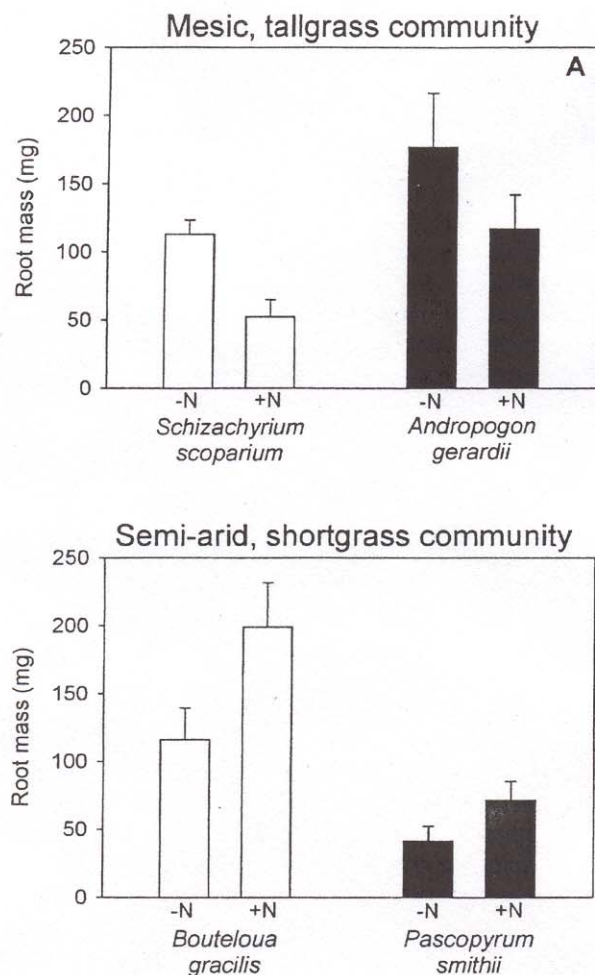 Mesic, tallgrass community
A
250
200
150
100
50
0
Root mass (mg)
-N +N -N +N
Schizachyrium Andropogon
scoparium gerardii
Semi-arid, shortgrass community
250
200
150
100
50
0
Root mass (mg)
-N +N -N +N
Bouteloua Pascopyrum
gracilis smithii